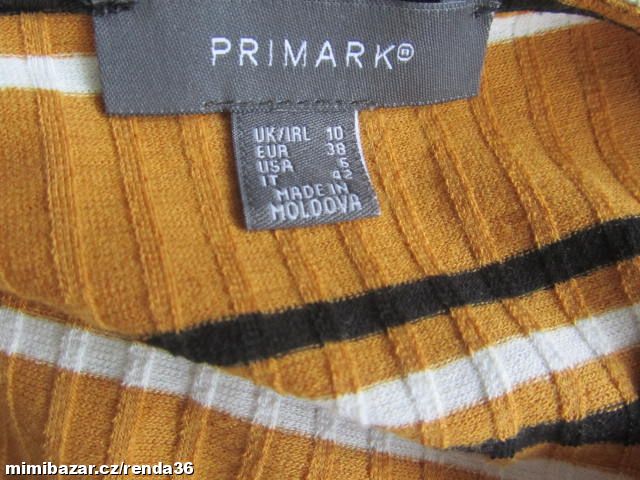 PRIMARK
UK/IRL 10
EUR 38
USA 6
IT 42
MADE IN
MOLDOVA
mimibazar.cz/renda36